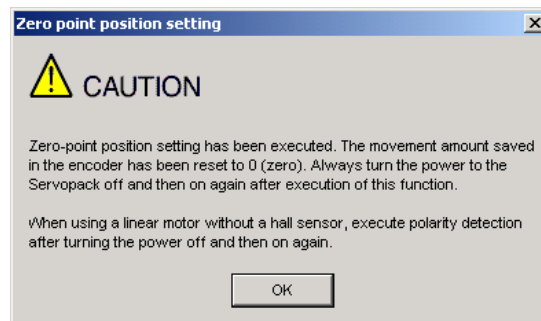 Zero point position setting
CAUTION
Zero-point position setting has been executed. The movement amount saved
in the encoder has been reset to 0 (zero). Always turn the power to the
Servopack off and then on again after execution of this function.
When using a linear motor without a hall sensor, execute polarity detection
after turning the power off and then on again.
OK